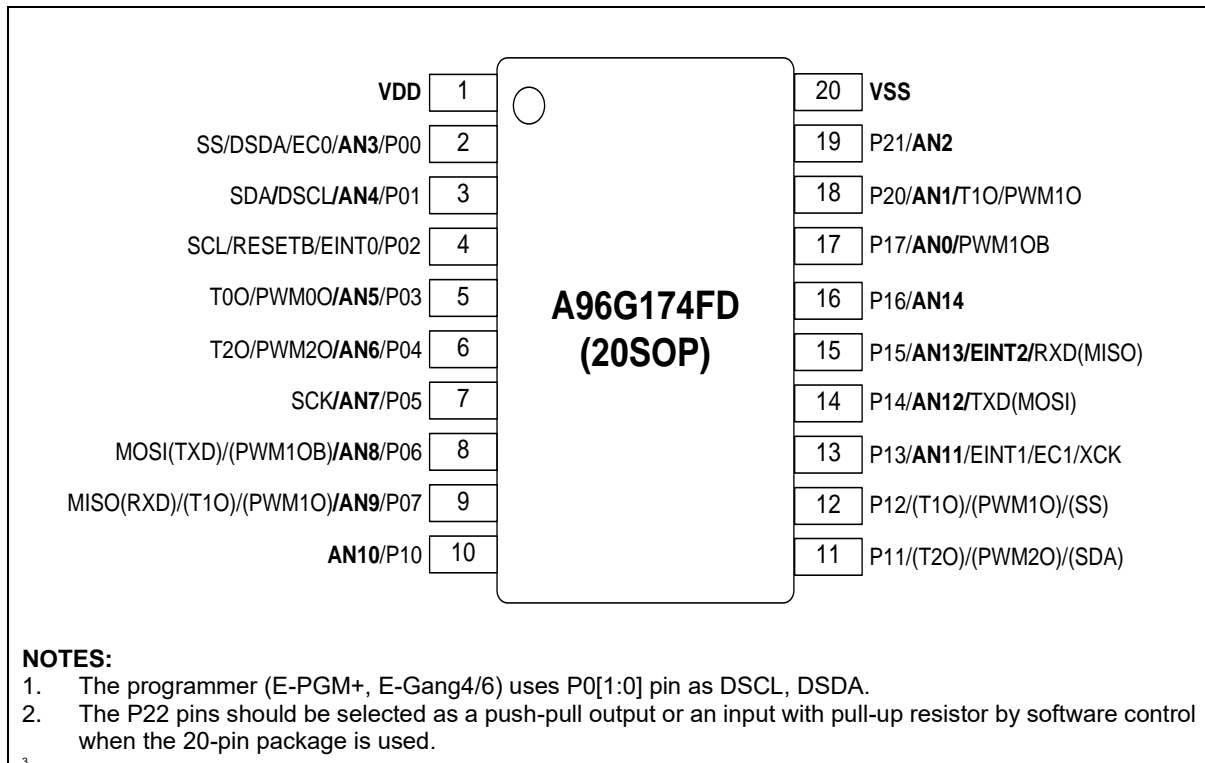 VDD 1
SS/DSDA/EC0/AN3/P00 2
SDA/DSCL/AN4/P01 3
SCL/RESETB/EINT0/P02 4
T0O/PWM0O/AN5/P03 5
T2O/PWM2O/AN6/P04 6
SCK/AN7/P05 7
MOSI(TXD)/(PWM1OB)/AN8/P06 8
MISO(RXD)/(T1O)/(PWM1O)/AN9/P07 9
AN10/P10 10
A96G174FD
(20SOP)
20 VSS
19 P21/AN2
18 P20/AN1/T1O/PWM1O
17 P17/AN0/PWM1OB
16 P16/AN14
15 P15/AN13/EINT2/RXD(MISO)
14 P14/AN12/TXD(MOSI)
13 P13/AN11/EINT1/EC1/XCK
12 P12/(T1O)/(PWM1O)/(SS)
11 P11/(T2O)/(PWM2O)/(SDA)
NOTES:
1. The programmer (E-PGM+, E-Gang4/6) uses P0[1:0] pin as DSCL, DSDA.
2. The P22 pins should be selected as a push-pull output or an input with pull-up resistor by software control
when the 20-pin package is used.
3